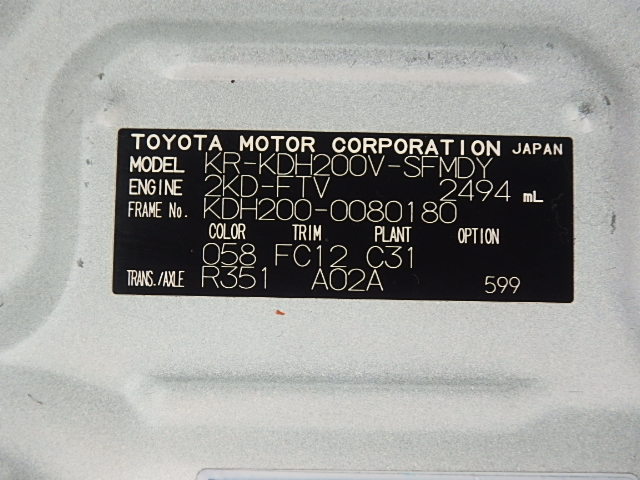 TOYOTA MOTOR CORPORATION JAPAN
MODEL KR-KDH200V-SFMDY
ENGINE 2KD-FTV 2494 mL
FRAME No. KDH200-0080180
COLOR TRIM PLANT OPTION
058 FC12 C31
TRANS./AXLE R351 A02A 599